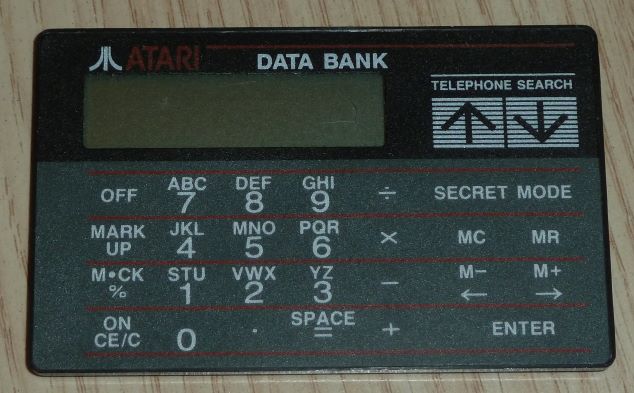 ATARI DATA BANK
TELEPHONE SEARCH
ABC DEF GHI
OFF 7 8 9 ÷ SECRET MODE
MARK JKL MNO PQR
UP 4 5 6 × MC MR
M•CK STU VWX YZ M− M+
% 1 2 3 − ← →
ON SPACE
CE/C 0 . = + ENTER